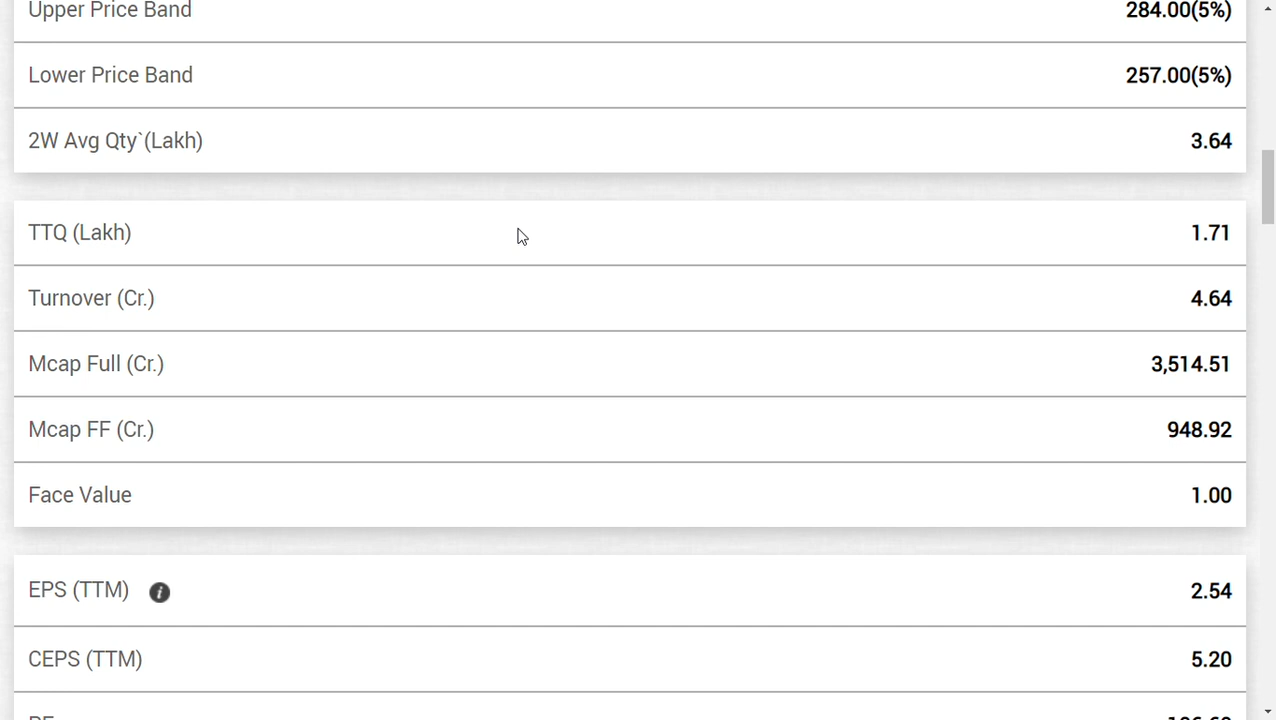 Upper Price Band 284.00(5%)
Lower Price Band 257.00(5%)
2W Avg Qty`(Lakh) 3.64
TTQ (Lakh) 1.71
Turnover (Cr.) 4.64
Mcap Full (Cr.) 3,514.51
Mcap FF (Cr.) 948.92
Face Value 1.00
EPS (TTM) i 2.54
CEPS (TTM) 5.20